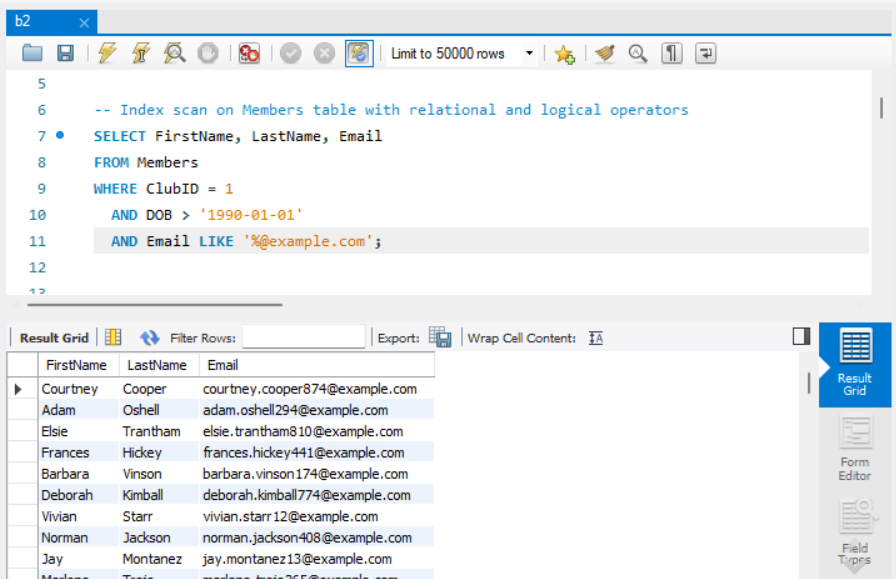 b2
Limit to 50000 rows
5
6 -- Index scan on Members table with relational and logical operators
7 SELECT FirstName, LastName, Email
8 FROM Members
9 WHERE ClubID = 1
10 AND DOB > '1990-01-01'
11 AND Email LIKE '%@example.com';
12
13
Result Grid Filter Rows: Export: Wrap Cell Content:
FirstName LastName Email
Courtney Cooper courtney.cooper874@example.com
Adam Oshell adam.oshell294@example.com
Elsie Trantham elsie.trantham810@example.com
Frances Hickey frances.hickey441@example.com
Barbara Vinson barbara.vinson174@example.com
Deborah Kimball deborah.kimball774@example.com
Vivian Starr vivian.starr12@example.com
Norman Jackson norman.jackson408@example.com
Jay Montanez jay.montanez13@example.com
Result
Grid
Form
Editor
Field
Types